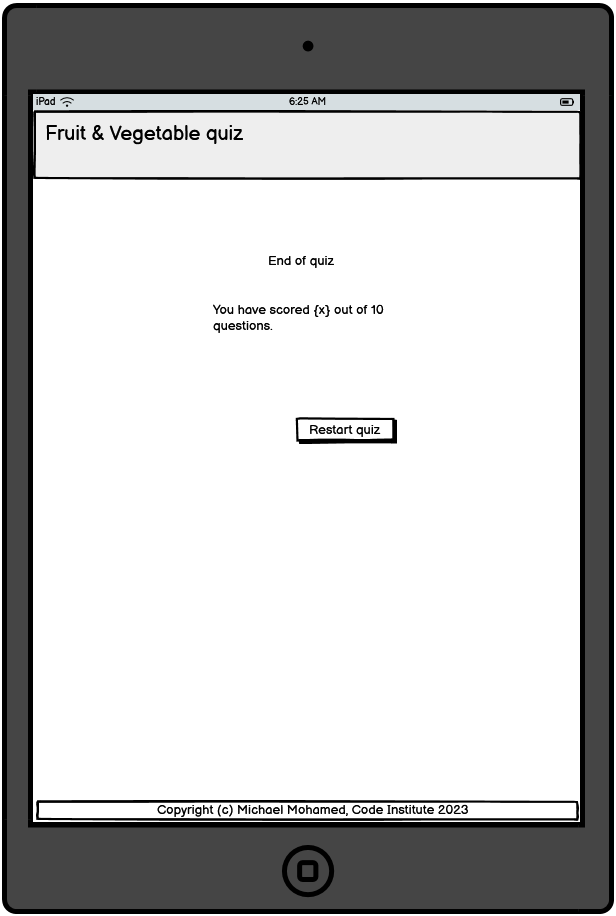 iPad 6:25 AM
Fruit & Vegetable quiz
End of quiz
You have scored {x} out of 10
questions.
Restart quiz
Copyright (c) Michael Mohamed, Code Institute 2023